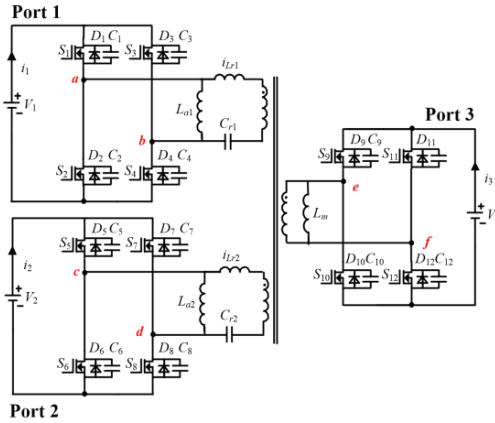 Port 1
D1 C1 D3 C3
S1 S3
i1
a
iLr1
La1
V1
Cr1
b
D2 C2 D4 C4
S2 S4
Port 3
D9 C9 D11
S9 S11
i3
e
Lm
V
f
D10 C10 D12 C12
S10 S12
D5 C5 D7 C7
S5 S7
i2
c
iLr2
La2
V2
Cr2
d
D6 C6 D8 C8
S6 S8
Port 2